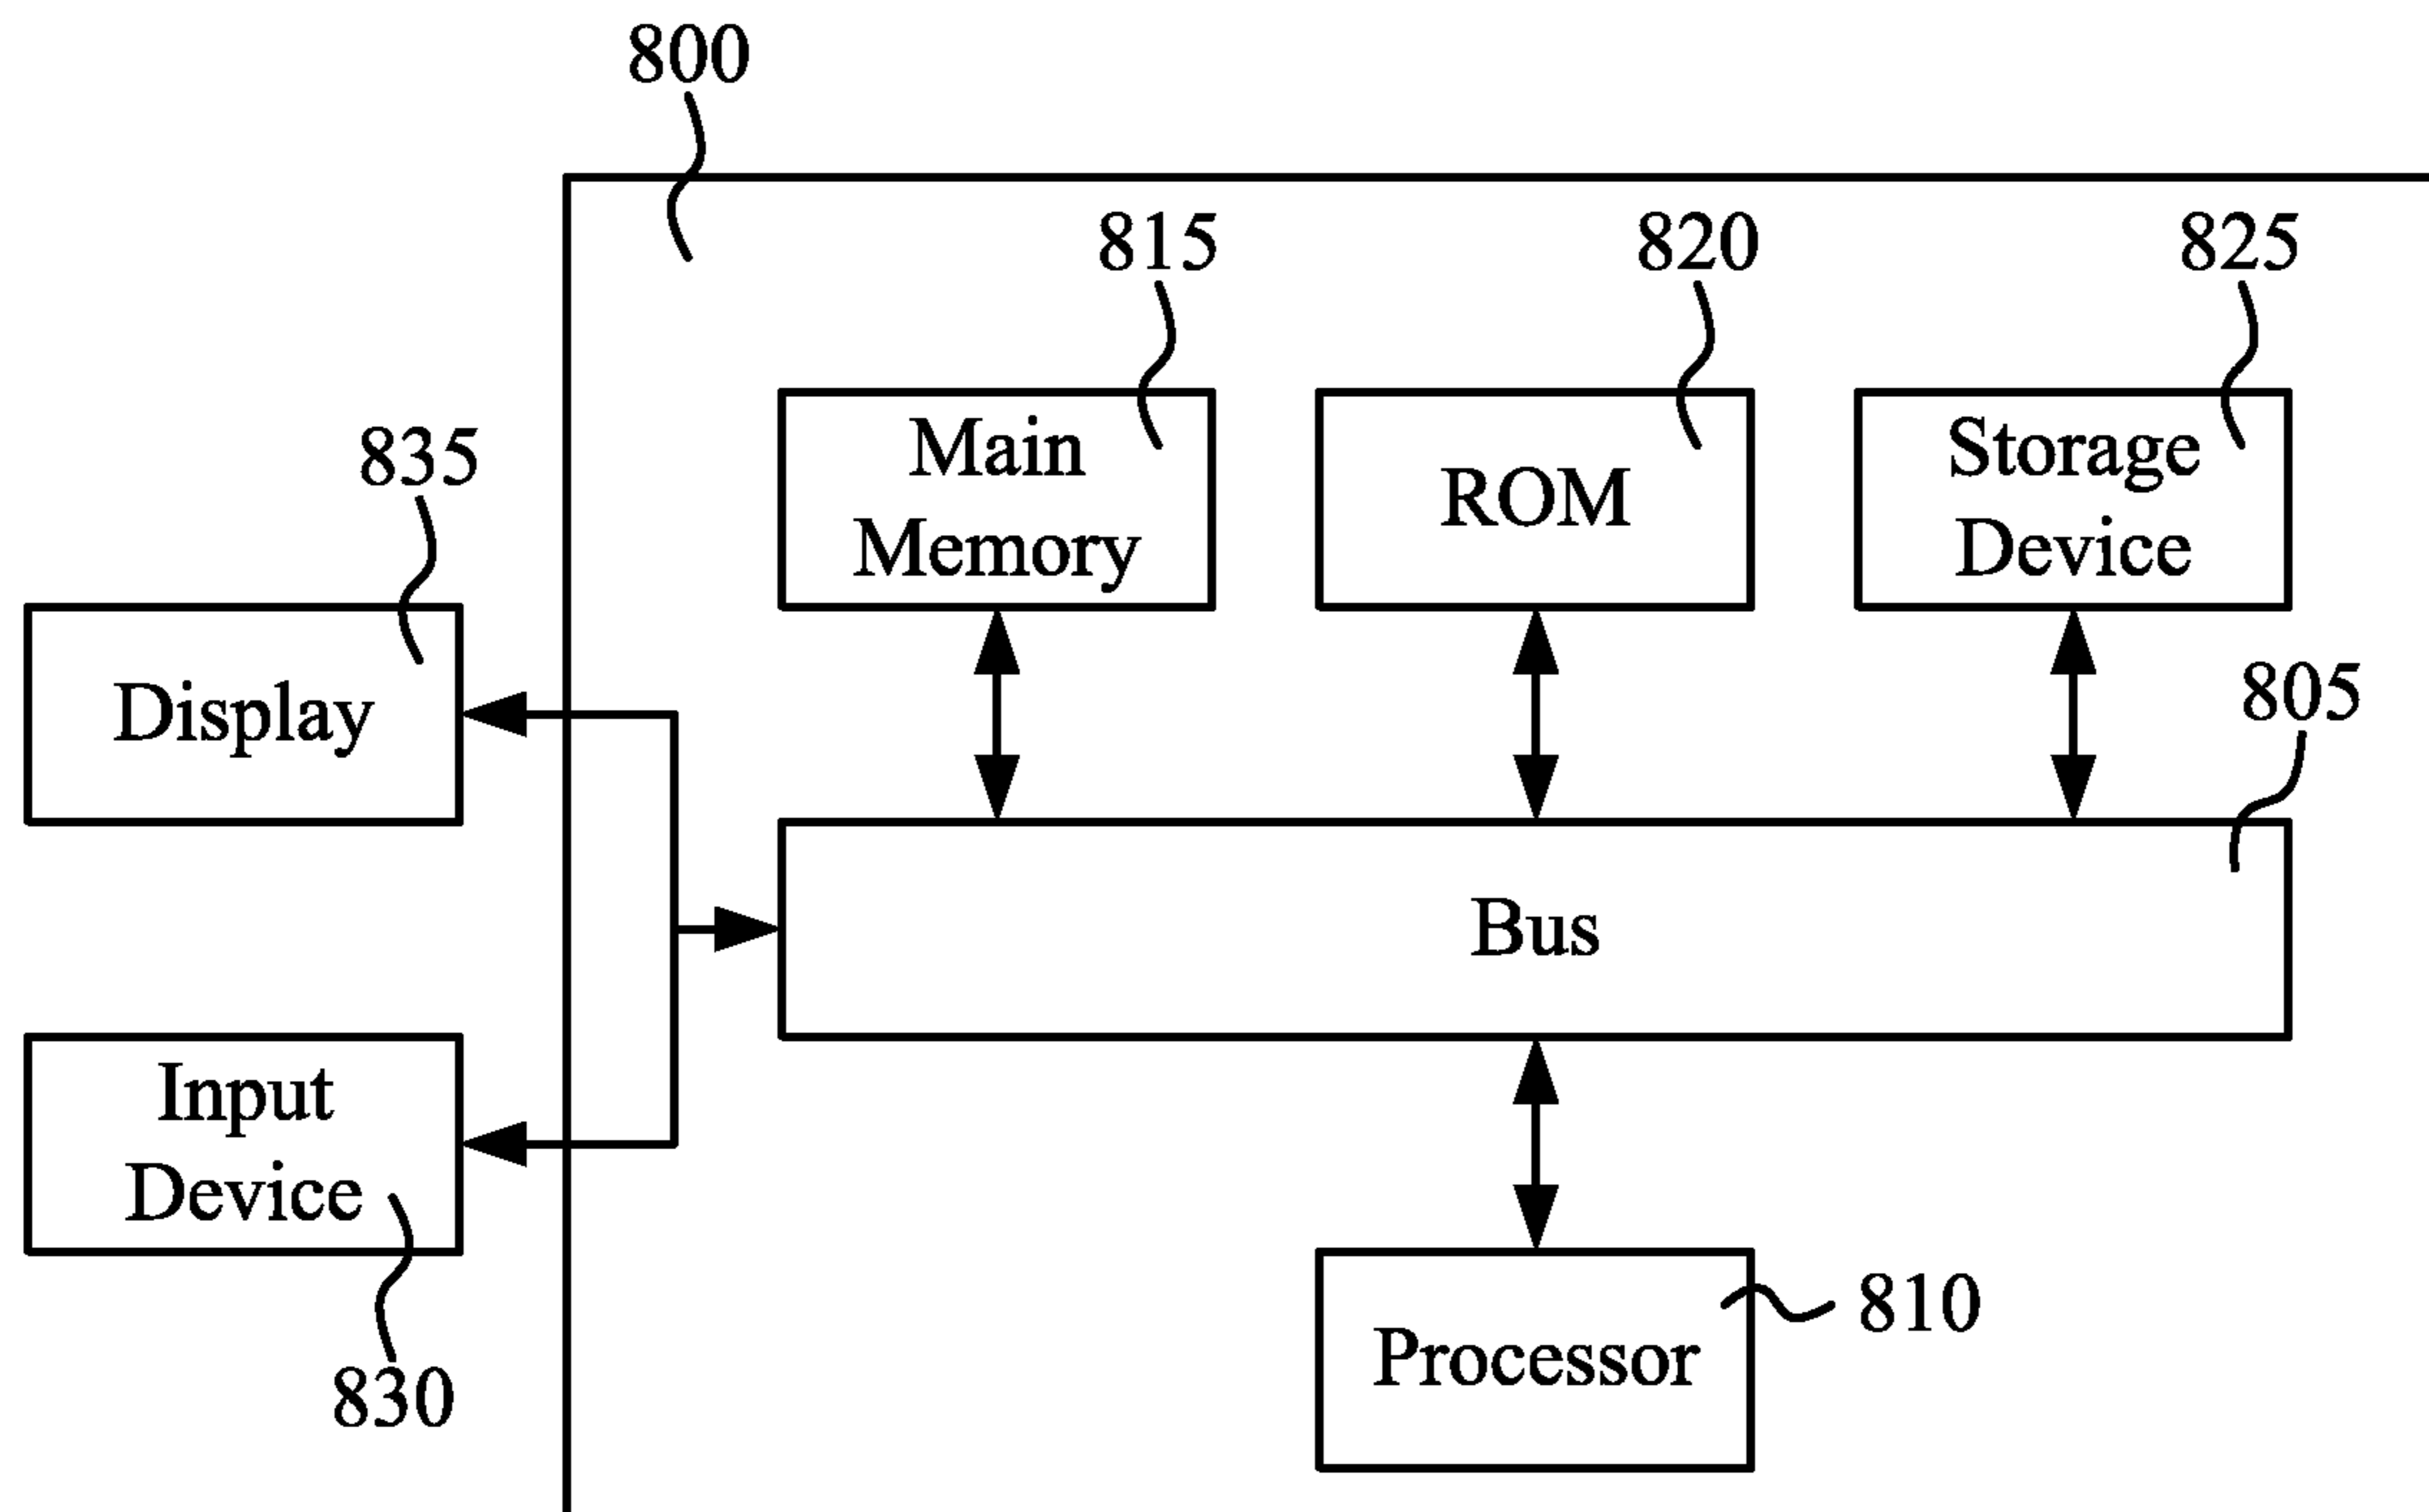 800
815
820
825
835
Main
Memory
ROM
Storage
Device
805
Display
Bus
Input
Device
830
810
Processor